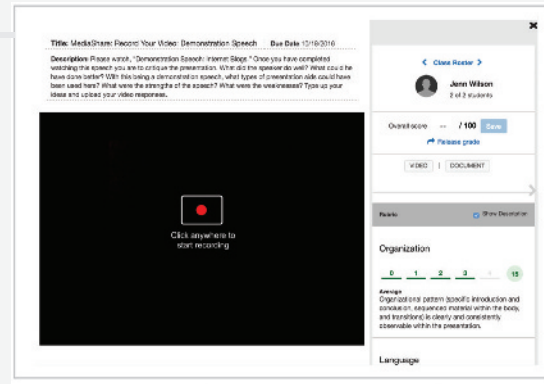 Title: MediaShare: Record Your Video: Demonstration Speech Due Date 10/18/2016
Description: Please watch, "Demonstration Speech: Internet Blogs." Once you have completed
watching this speech you are to critique the presentation. What did the speaker do well? What could he
have done better? With this being a demonstration speech, what types of presentation aids could have
been used here? What were the strengths of the speech? What were the weaknesses? Type up your
ideas and upload your video responses.
Click anywhere to
start recording
Class Roster
Jenn Wilson
2 of 2 students
Overall score -- / 100 Save
Release grade
VIDEO | DOCUMENT
Rubric Show Description
Organization
0 1 2 3 4 15
Average
Organizational pattern (specific introduction and
conclusion, sequenced material within the body,
and transitions) is clearly and consistently
observable within the presentation.
Language